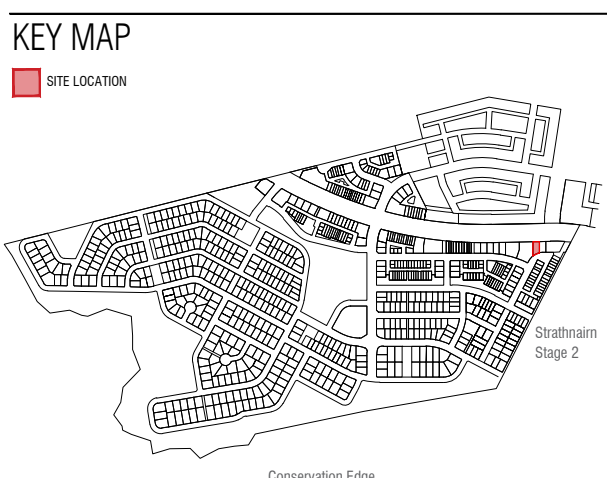 KEY MAP
SITE LOCATION
Strathnairn
Stage 2
Conservation Edge